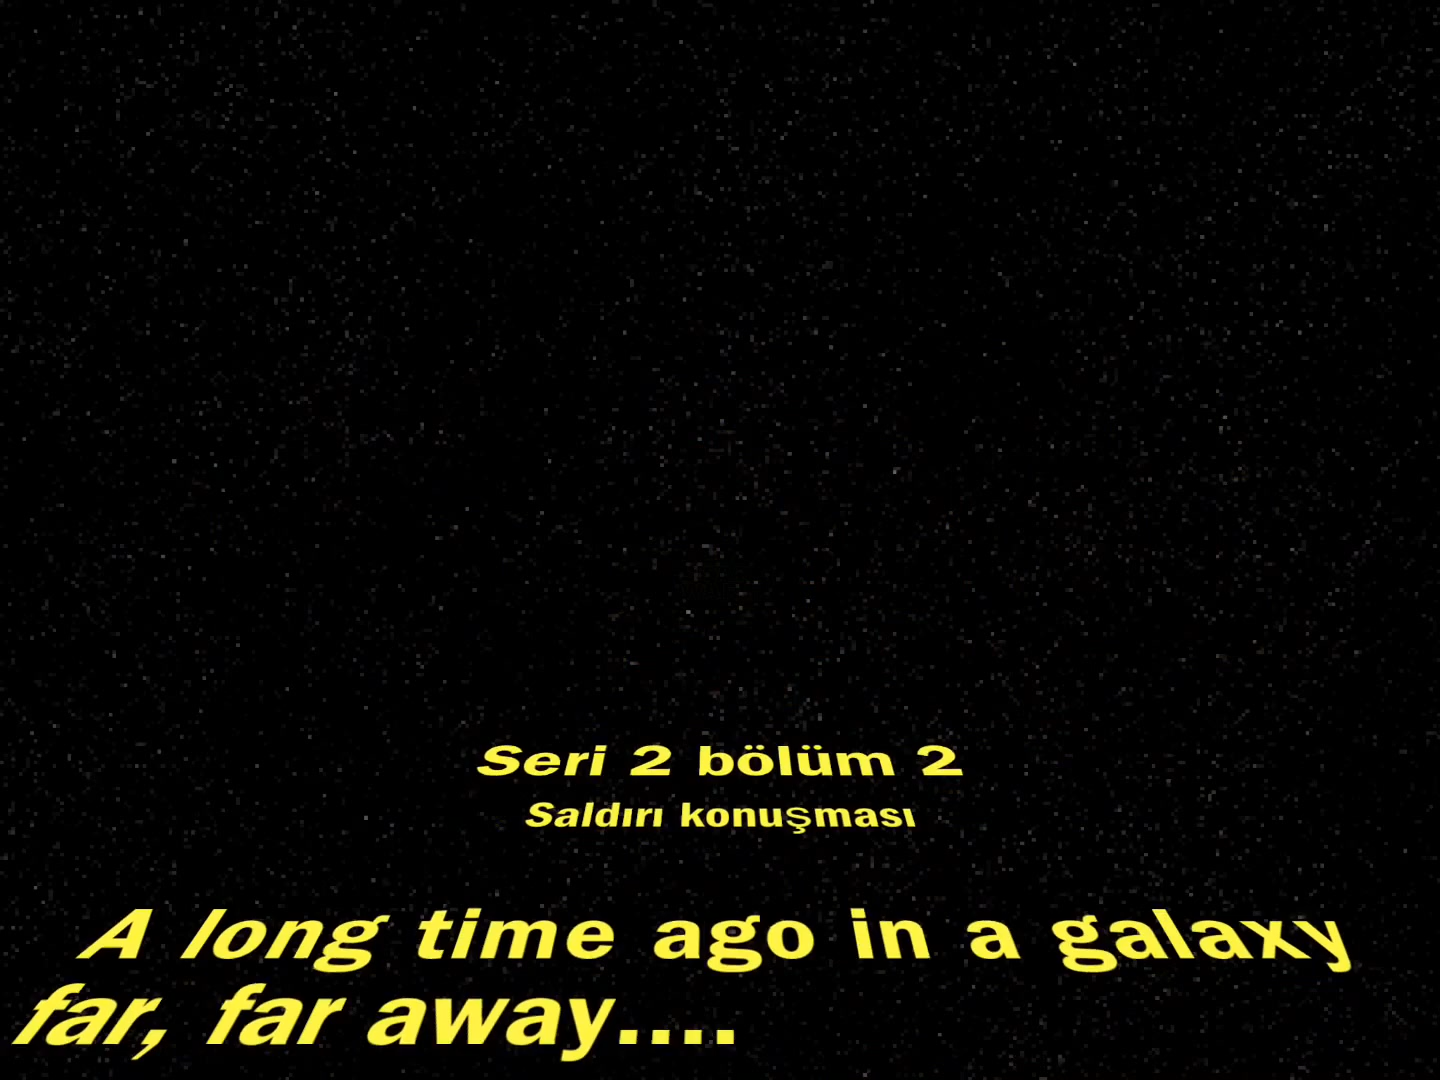 Seri 2 bölüm 2
Saldırı konuşması
A long time ago in a galaxy
far, far away....